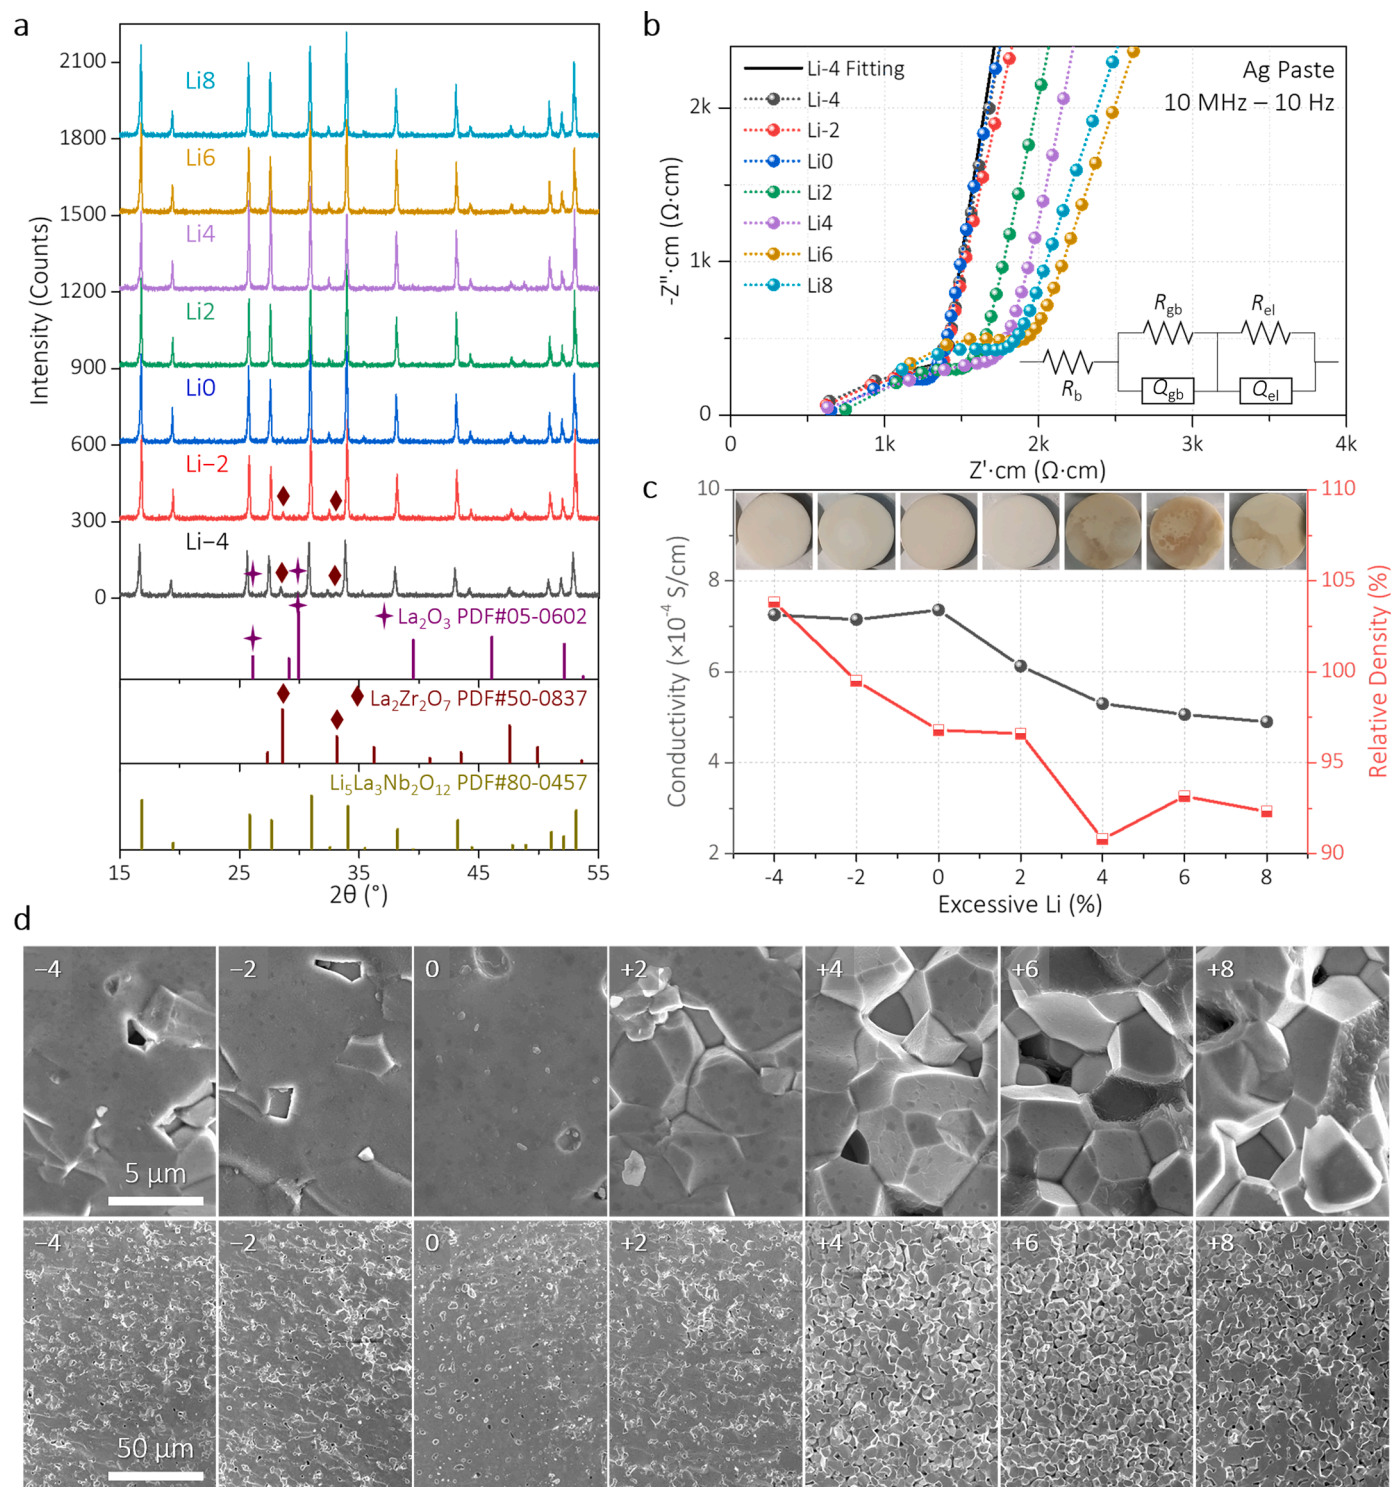 a
Intensity (Counts)
2100
1800
1500
1200
900
600
300
0
Li8
Li6
Li4
Li2
Li0
Li−2
Li−4
La₂O₃ PDF#05-0602
La₂Zr₂O₇ PDF#50-0837
Li₅La₃Nb₂O₁₂ PDF#80-0457
15 25 35 45 55
2θ (°)
b
-Z''·cm (Ω·cm)
2k
1k
0
Li-4 Fitting
Li-4
Li-2
Li0
Li2
Li4
Li6
Li8
Ag Paste
10 MHz – 10 Hz
R_gb R_el
R_b
Q_gb Q_el
0 1k 2k 3k 4k
Z'·cm (Ω·cm)
c
Conductivity (×10⁻⁴ S/cm)
10
8
6
4
2
Relative Density (%)
110
105
100
95
90
-4 -2 0 2 4 6 8
Excessive Li (%)
d
−4 −2 0 +2 +4 +6 +8
5 μm
−4 −2 0 +2 +4 +6 +8
50 μm